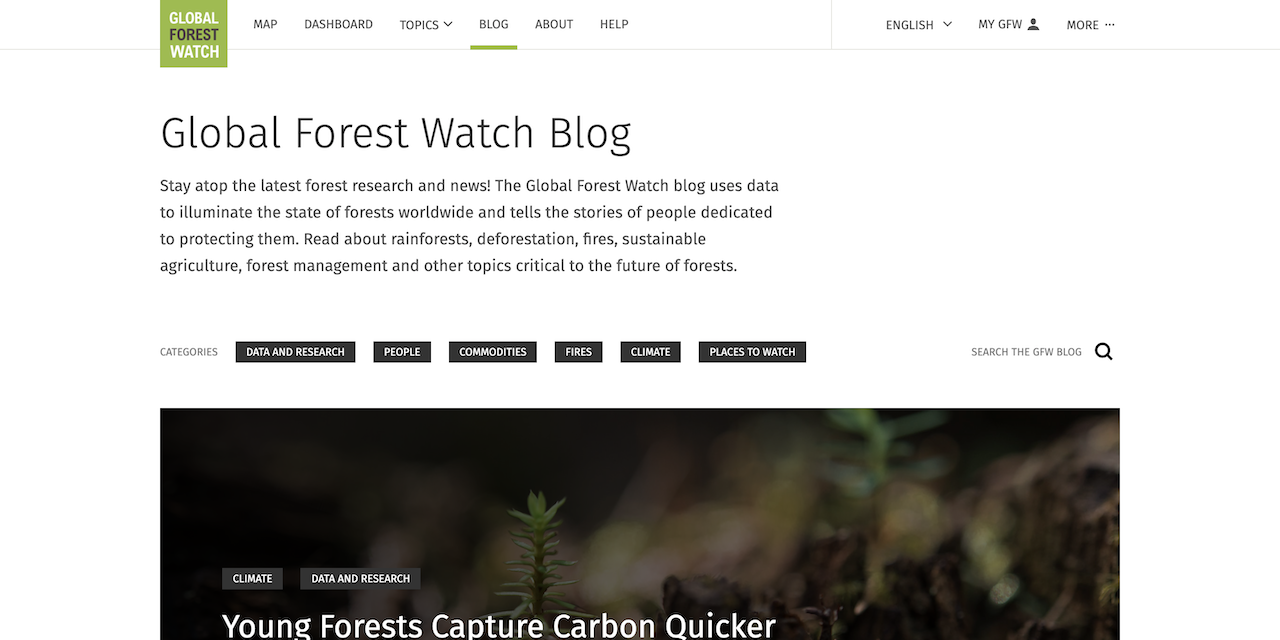 GLOBAL
FOREST
WATCH
MAP DASHBOARD TOPICS BLOG ABOUT HELP ENGLISH MY GFW MORE ···
Global Forest Watch Blog
Stay atop the latest forest research and news! The Global Forest Watch blog uses data
to illuminate the state of forests worldwide and tells the stories of people dedicated
to protecting them. Read about rainforests, deforestation, fires, sustainable
agriculture, forest management and other topics critical to the future of forests.
CATEGORIES DATA AND RESEARCH PEOPLE COMMODITIES FIRES CLIMATE PLACES TO WATCH SEARCH THE GFW BLOG
CLIMATE DATA AND RESEARCH
Young Forests Capture Carbon Quicker